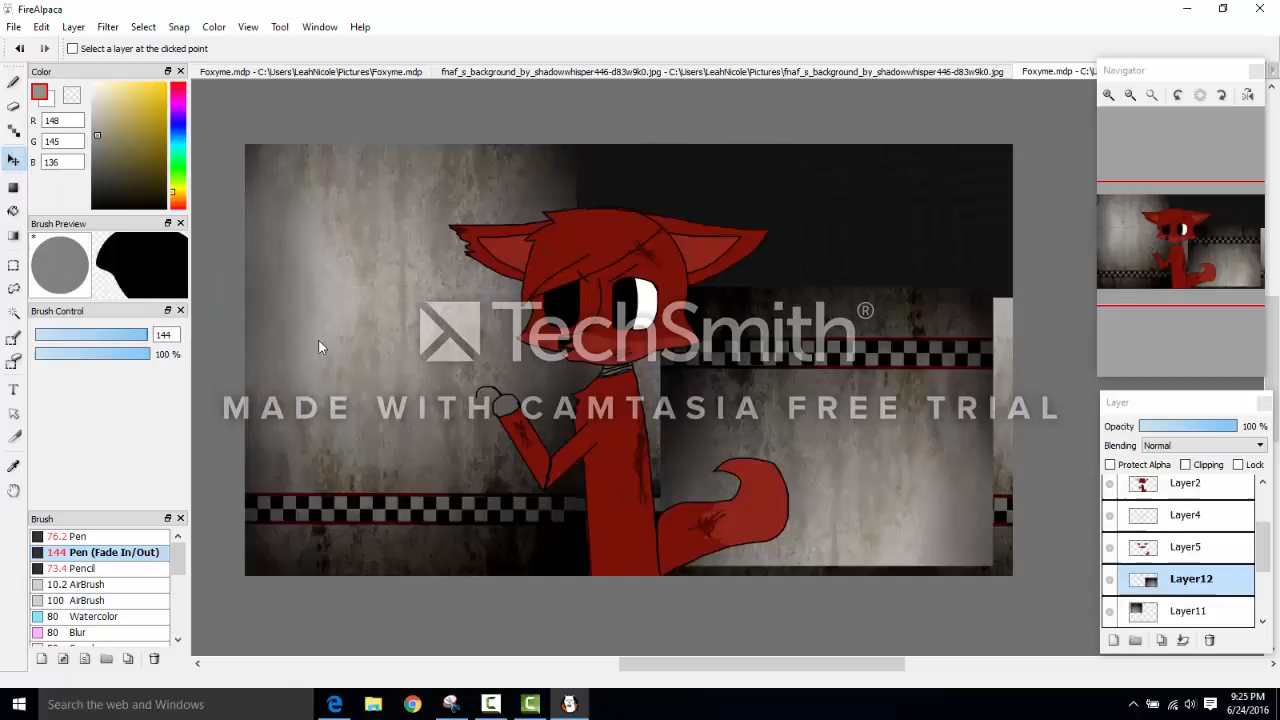 FireAlpaca
File Edit Layer Filter Select Snap Color View Tool Window Help
Select a layer at the clicked point
Color
Foxyme.mdp - C:\Users\LeahNicole\Pictures\Foxyme.mdp
fnaf_s_background_by_shadowwhisper446-d83w9k0.jpg - C:\Users\LeahNicole\Pictures\fnaf_s_background_by_shadowwhisper446-d83w9k0.jpg
Foxyme.mdp - C:\Us
Navigator
R 148
G 145
B 136
Brush Preview
Brush Control
144
100 %
TechSmith®
MADE WITH CAMTASIA FREE TRIAL
Layer
Opacity 100 %
Blending Normal
Protect Alpha Clipping Lock
Layer2
Layer4
Layer5
Layer12
Layer11
Brush
76.2 Pen
144 Pen (Fade In/Out)
73.4 Pencil
10.2 AirBrush
100 AirBrush
80 Watercolor
80 Blur
Search the web and Windows
9:25 PM
6/24/2016